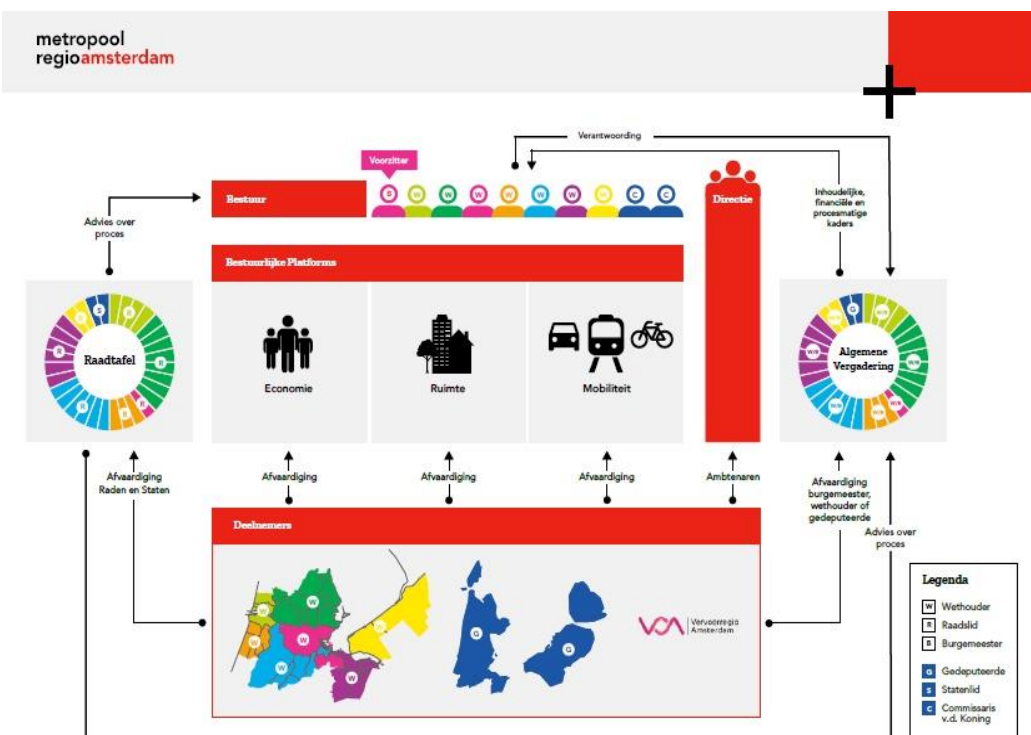 metropool
regioamsterdam
Verantwoording
Voorzitter
Bestuur
B W W W W W W W C C
Directie
Inhoudelijke,
financiële en
procesmatige
kaders
Advies over
proces
Bestuurlijke Platforms
Raadtafel
S
R
R
R
R
R
R
Economie
Ruimte
Mobiliteit
Algemene
Vergadering
G
W/B
W/B
W/B
W/B
W/B
Afvaardiging
Raden en Staten
Afvaardiging
Afvaardiging
Afvaardiging
Ambtenaren
Afvaardiging
burgemeester,
wethouder of
gedeputeerde
Advies over
proces
Deelnemers
W
W
W
W
W
W
W
G
G
Vervoerregio
Amsterdam
Legenda
W Wethouder
R Raadslid
B Burgemeester
G Gedeputeerde
S Statenlid
C Commissaris
v.d. Koning